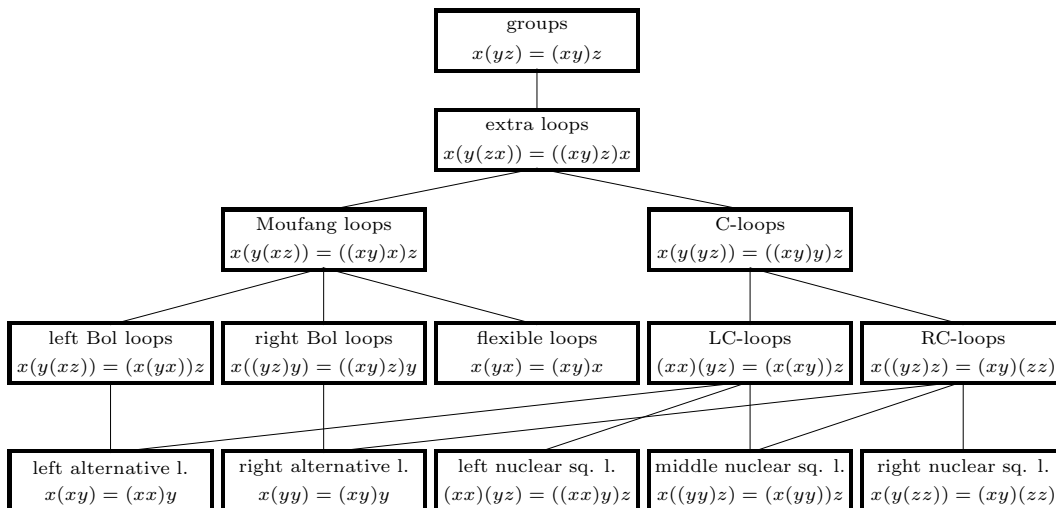 groups
x(yz) = (xy)z
extra loops
x(y(zx)) = ((xy)z)x
Moufang loops
x(y(xz)) = ((xy)x)z
C-loops
x(y(yz)) = ((xy)y)z
left Bol loops
x(y(xz)) = (x(yx))z
right Bol loops
x((yz)y) = ((xy)z)y
flexible loops
x(yx) = (xy)x
LC-loops
(xx)(yz) = (x(xy))z
RC-loops
x((yz)z) = (xy)(zz)
left alternative l.
x(xy) = (xx)y
right alternative l.
x(yy) = (xy)y
left nuclear sq. l.
(xx)(yz) = ((xx)y)z
middle nuclear sq. l.
x((yy)z) = (x(yy))z
right nuclear sq. l.
x(y(zz)) = (xy)(zz)